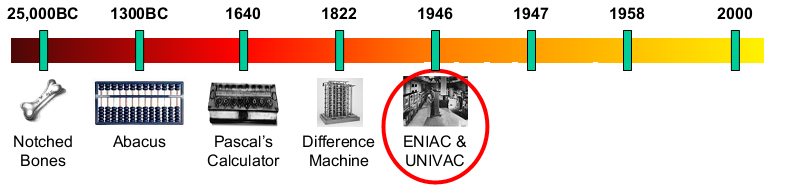 25,000BC 1300BC 1640 1822 1946 1947 1958 2000
Notched
Bones
Abacus
Pascal's
Calculator
Difference
Machine
ENIAC &
UNIVAC